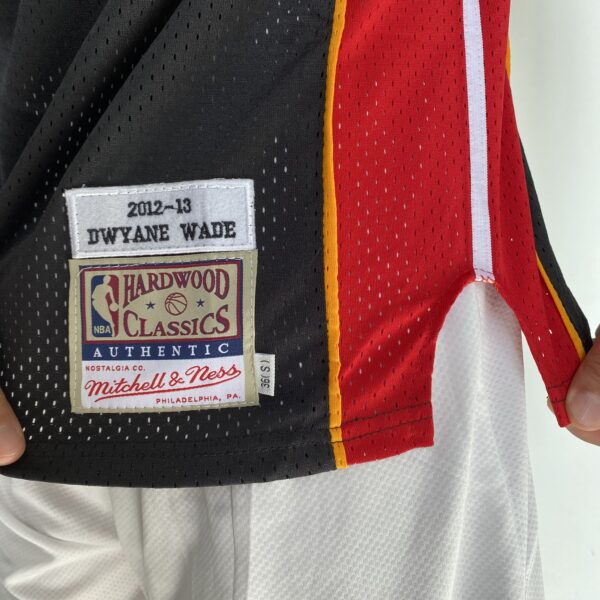 2012-13
DWYANE WADE
NBA
HARDWOOD
CLASSICS
AUTHENTIC
NOSTALGIA CO.
Mitchell & Ness
PHILADELPHIA, PA.
36(S)